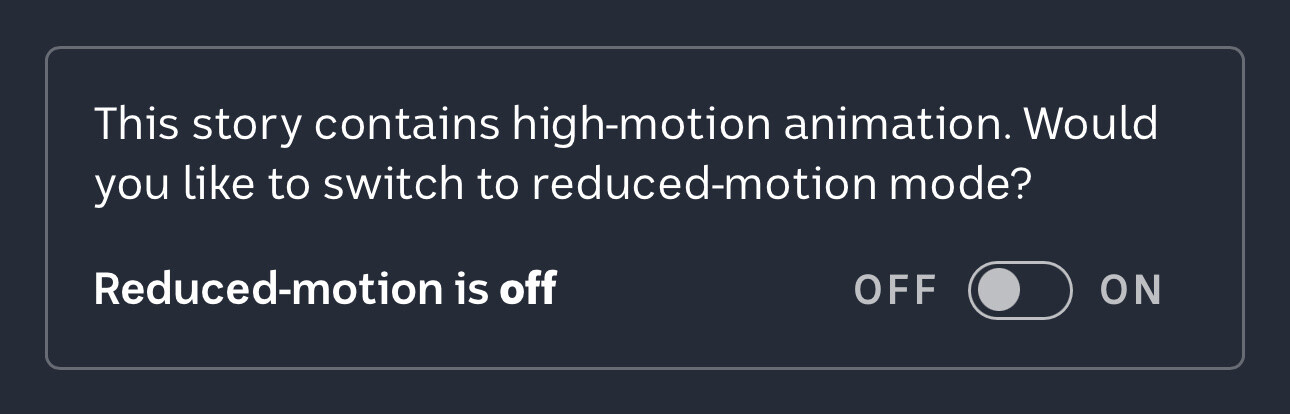 This story contains high-motion animation. Would
you like to switch to reduced-motion mode?
Reduced-motion is off
OFF ON